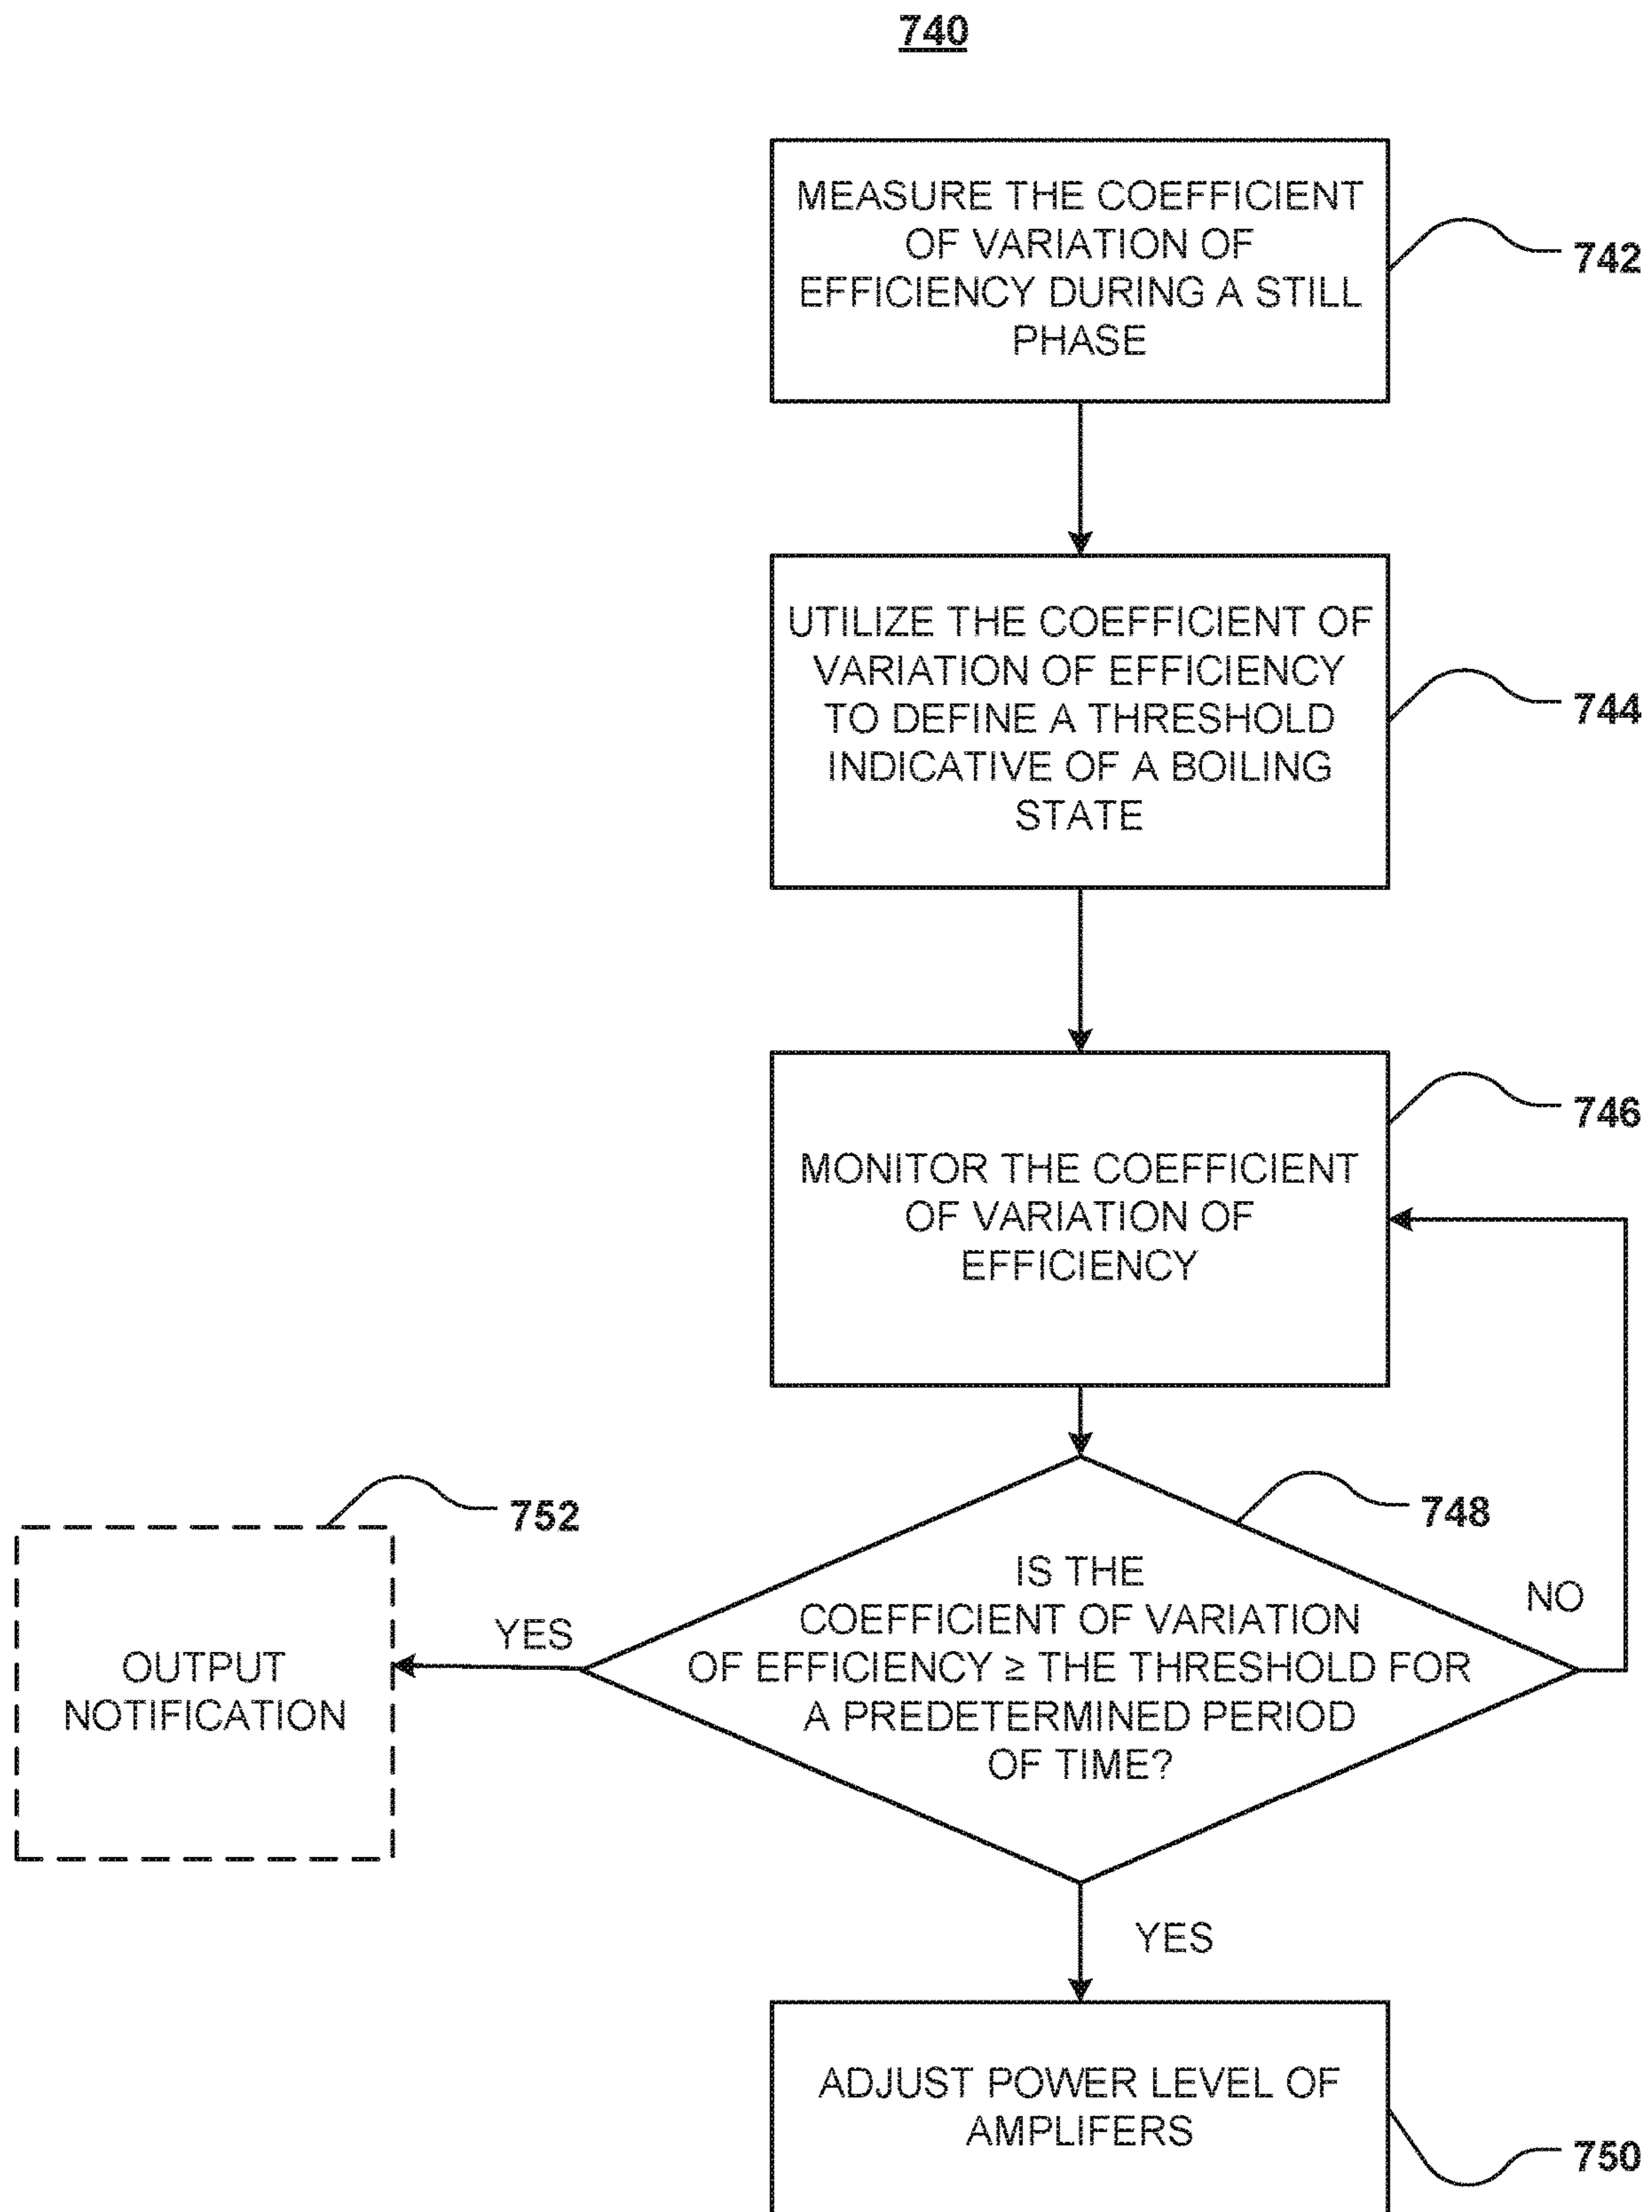 740
MEASURE THE COEFFICIENT
OF VARIATION OF
EFFICIENCY DURING A STILL
PHASE
742
UTILIZE THE COEFFICIENT OF
VARIATION OF EFFICIENCY
TO DEFINE A THRESHOLD
INDICATIVE OF A BOILING
STATE
744
MONITOR THE COEFFICIENT
OF VARIATION OF
EFFICIENCY
746
IS THE
COEFFICIENT OF VARIATION
OF EFFICIENCY ≥ THE THRESHOLD FOR
A PREDETERMINED PERIOD
OF TIME?
748
NO
YES
OUTPUT
NOTIFICATION
752
YES
ADJUST POWER LEVEL OF
AMPLIFERS
750